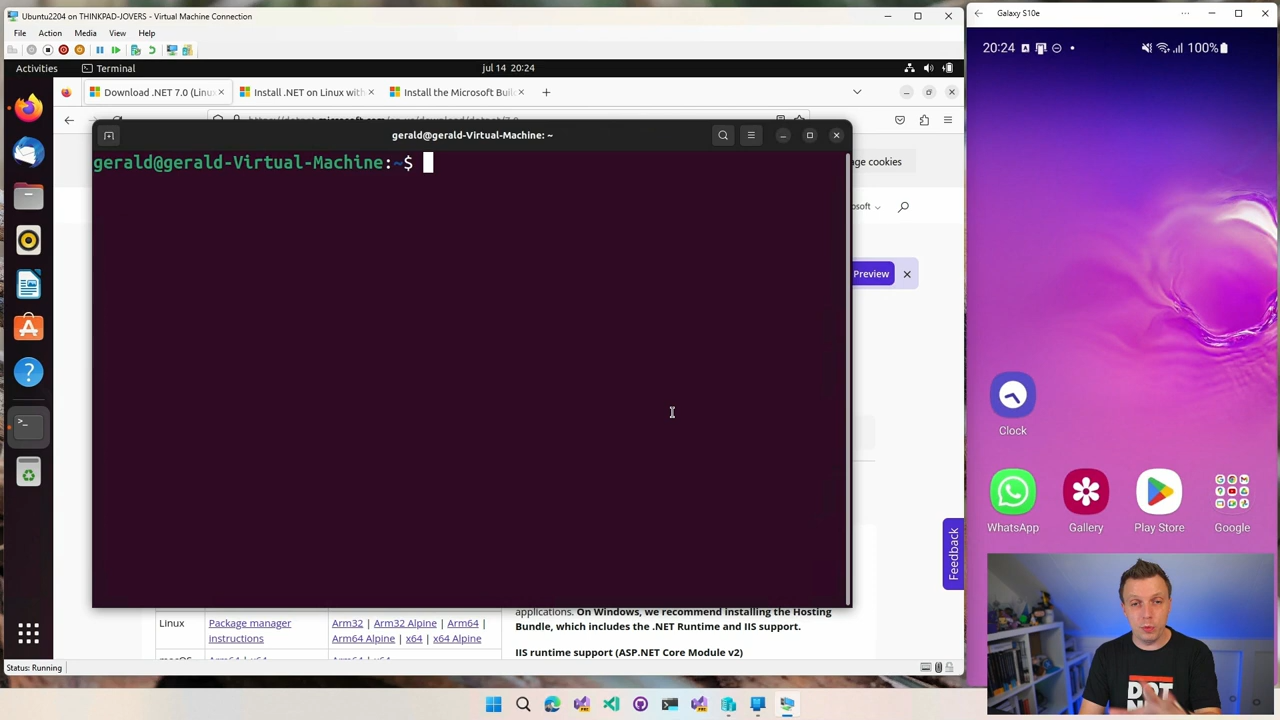 Ubuntu2204 on THINKPAD-JOVERS - Virtual Machine Connection
File Action Media View Help
Activities Terminal jul 14 20:24
Download .NET 7.0 (Linu
Install .NET on Linux with
Install the Microsoft Buil
gerald@gerald-Virtual-Machine: ~
gerald@gerald-Virtual-Machine:~$
age cookies
osoft
Preview
Feedback
Linux
Package manager
instructions
Arm32 | Arm32 Alpine | Arm64 |
Arm64 Alpine | x64 | x64 Alpine
applications. On Windows, we recommend installing the Hosting
Bundle, which includes the .NET Runtime and IIS support.
IIS runtime support (ASP.NET Core Module v2)
Status: Running
Galaxy S10e
20:24 100%
Clock
WhatsApp Gallery Play Store Google